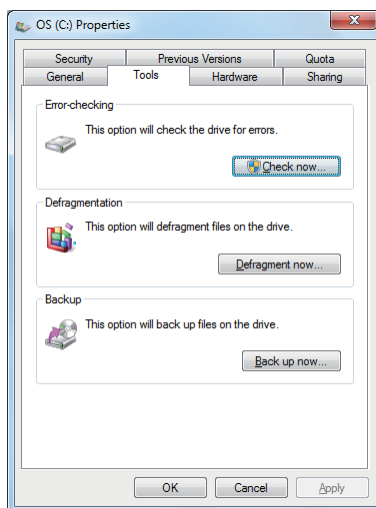 OS (C:) Properties
Security Previous Versions Quota
General Tools Hardware Sharing
Error-checking
This option will check the drive for errors.
Check now...
Defragmentation
This option will defragment files on the drive.
Defragment now...
Backup
This option will back up files on the drive.
Back up now...
OK Cancel Apply